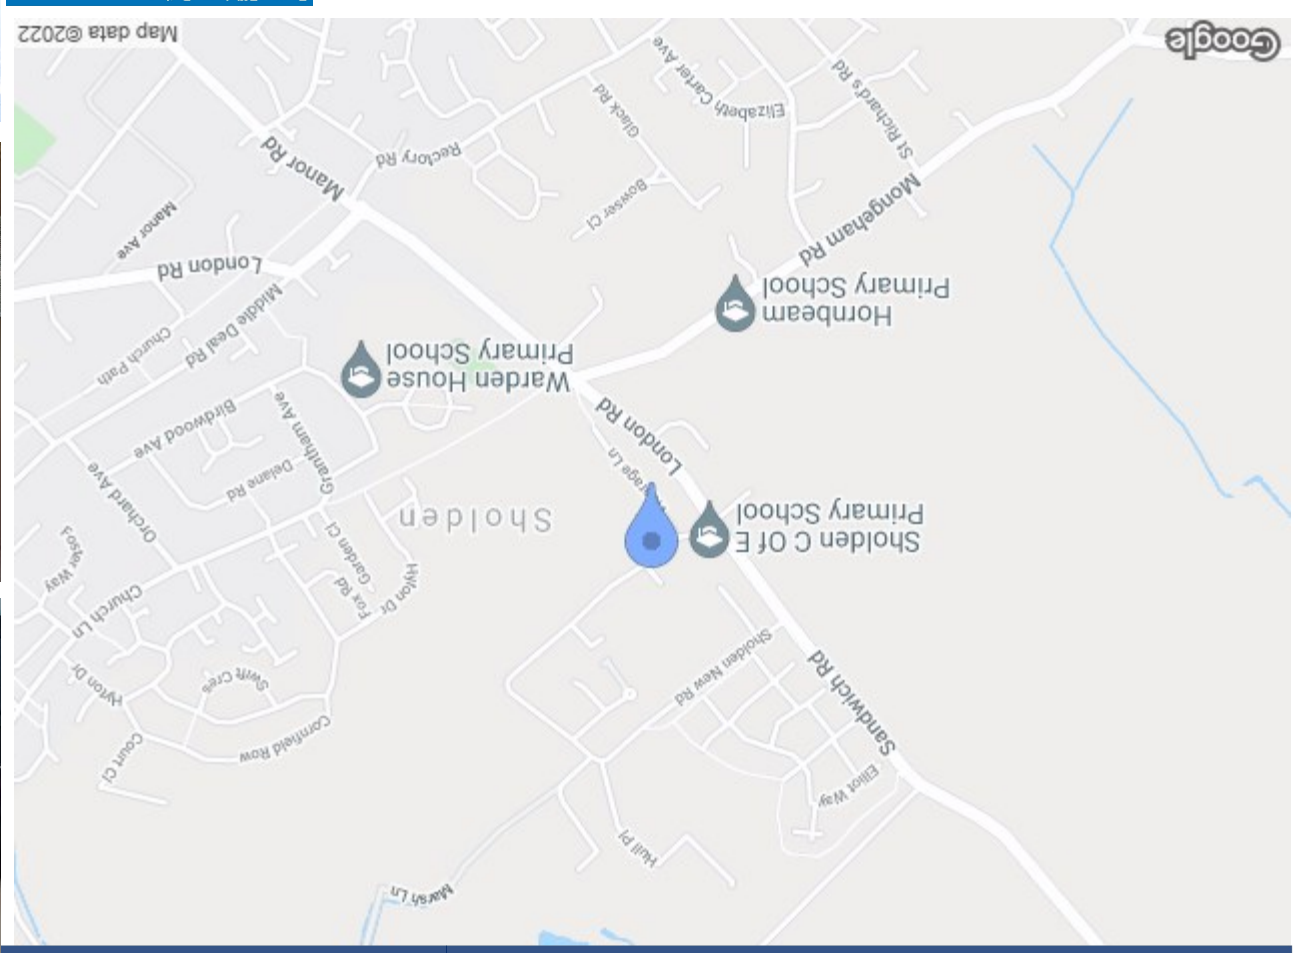 Marsh Ln
Hull Pl
Elliot Way
Court Cl
Cornfield Row
Sandwich Rd
Sholden New Rd
Swift Cres
Hyton Dr
Church Ln
Hyton Dr
Fox Rd
Garden Cl
Foster Way
Sholden C Of E
Primary School
Sholden
Orchard Ave
Delane Rd
Grantham Ave
Birdwood Ave
London Rd
Warden House
Primary School
Church Path
Middle Deal Rd
Hornbeam
Primary School
London Rd
Manor Ave
Mongeham Rd
Bowser Cl
Manor Rd
Rectory Rd
Glack Rd
Elizabeth Carter Ave
St Richard's Rd
Google
Map data ©2022